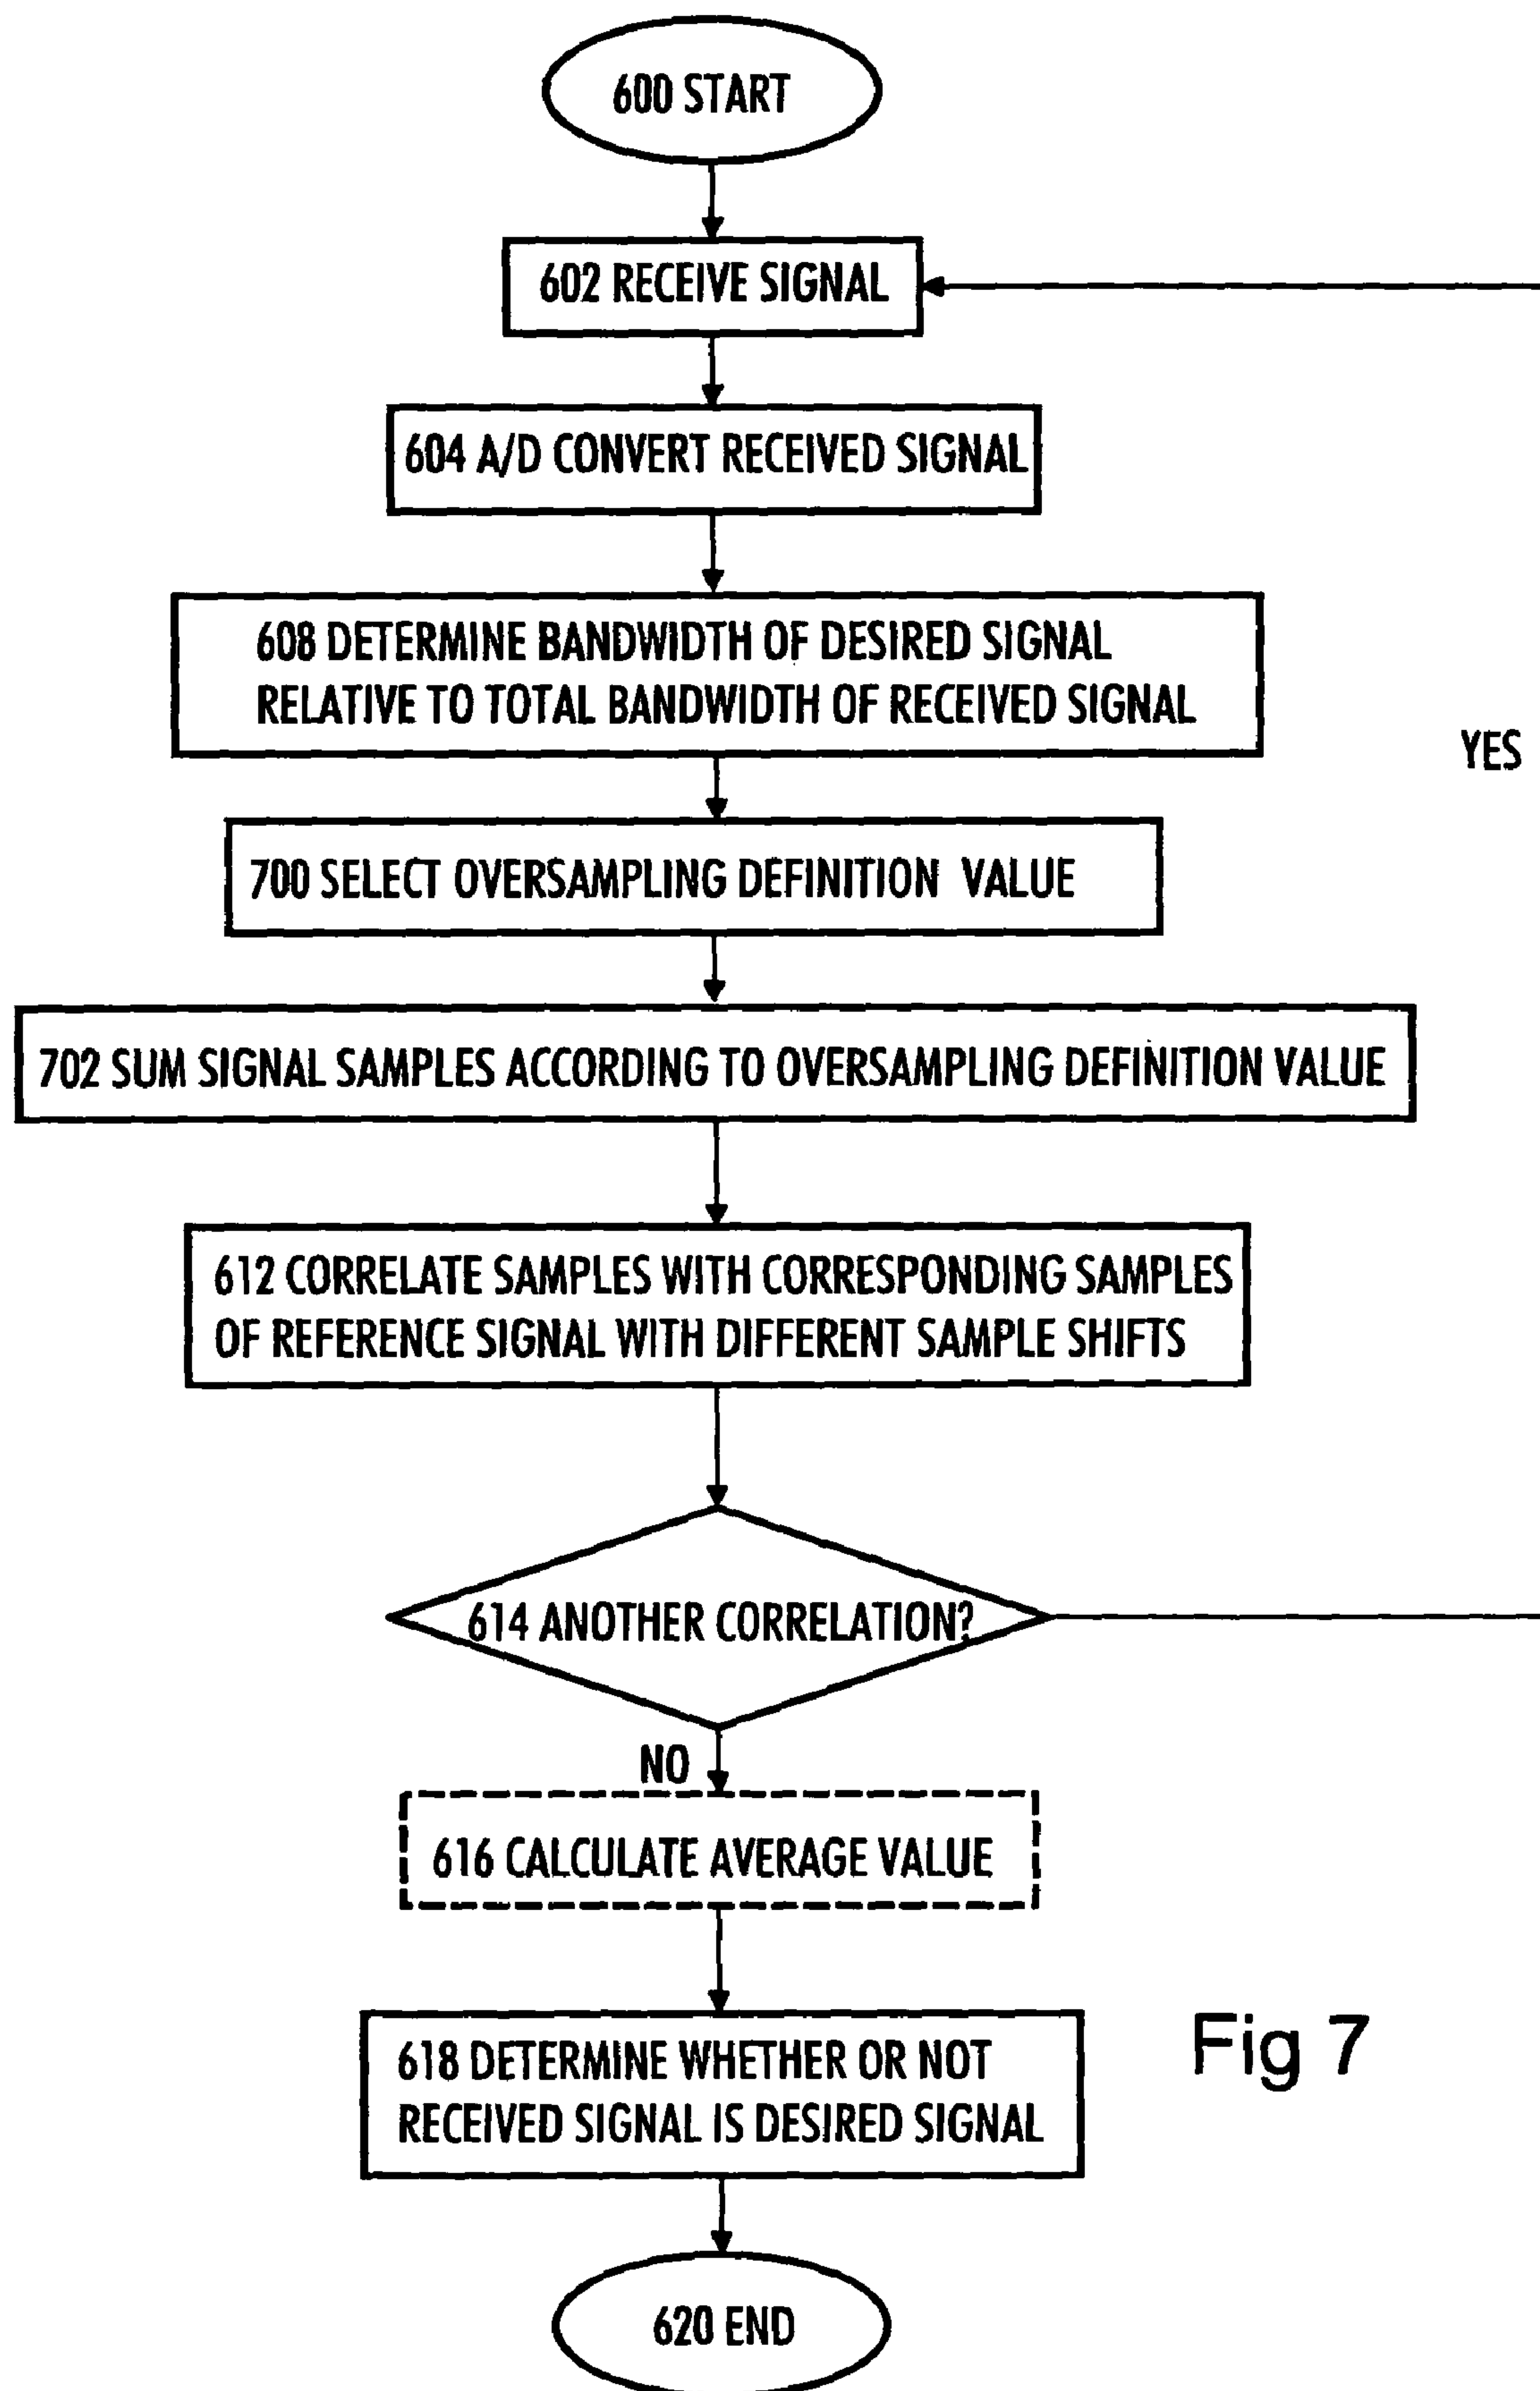 600 START
602 RECEIVE SIGNAL
604 A/D CONVERT RECEIVED SIGNAL
608 DETERMINE BANDWIDTH OF DESIRED SIGNAL
RELATIVE TO TOTAL BANDWIDTH OF RECEIVED SIGNAL
YES
700 SELECT OVERSAMPLING DEFINITION VALUE
702 SUM SIGNAL SAMPLES ACCORDING TO OVERSAMPLING DEFINITION VALUE
612 CORRELATE SAMPLES WITH CORRESPONDING SAMPLES
OF REFERENCE SIGNAL WITH DIFFERENT SAMPLE SHIFTS
614 ANOTHER CORRELATION?
NO
616 CALCULATE AVERAGE VALUE
618 DETERMINE WHETHER OR NOT
RECEIVED SIGNAL IS DESIRED SIGNAL
Fig 7
620 END